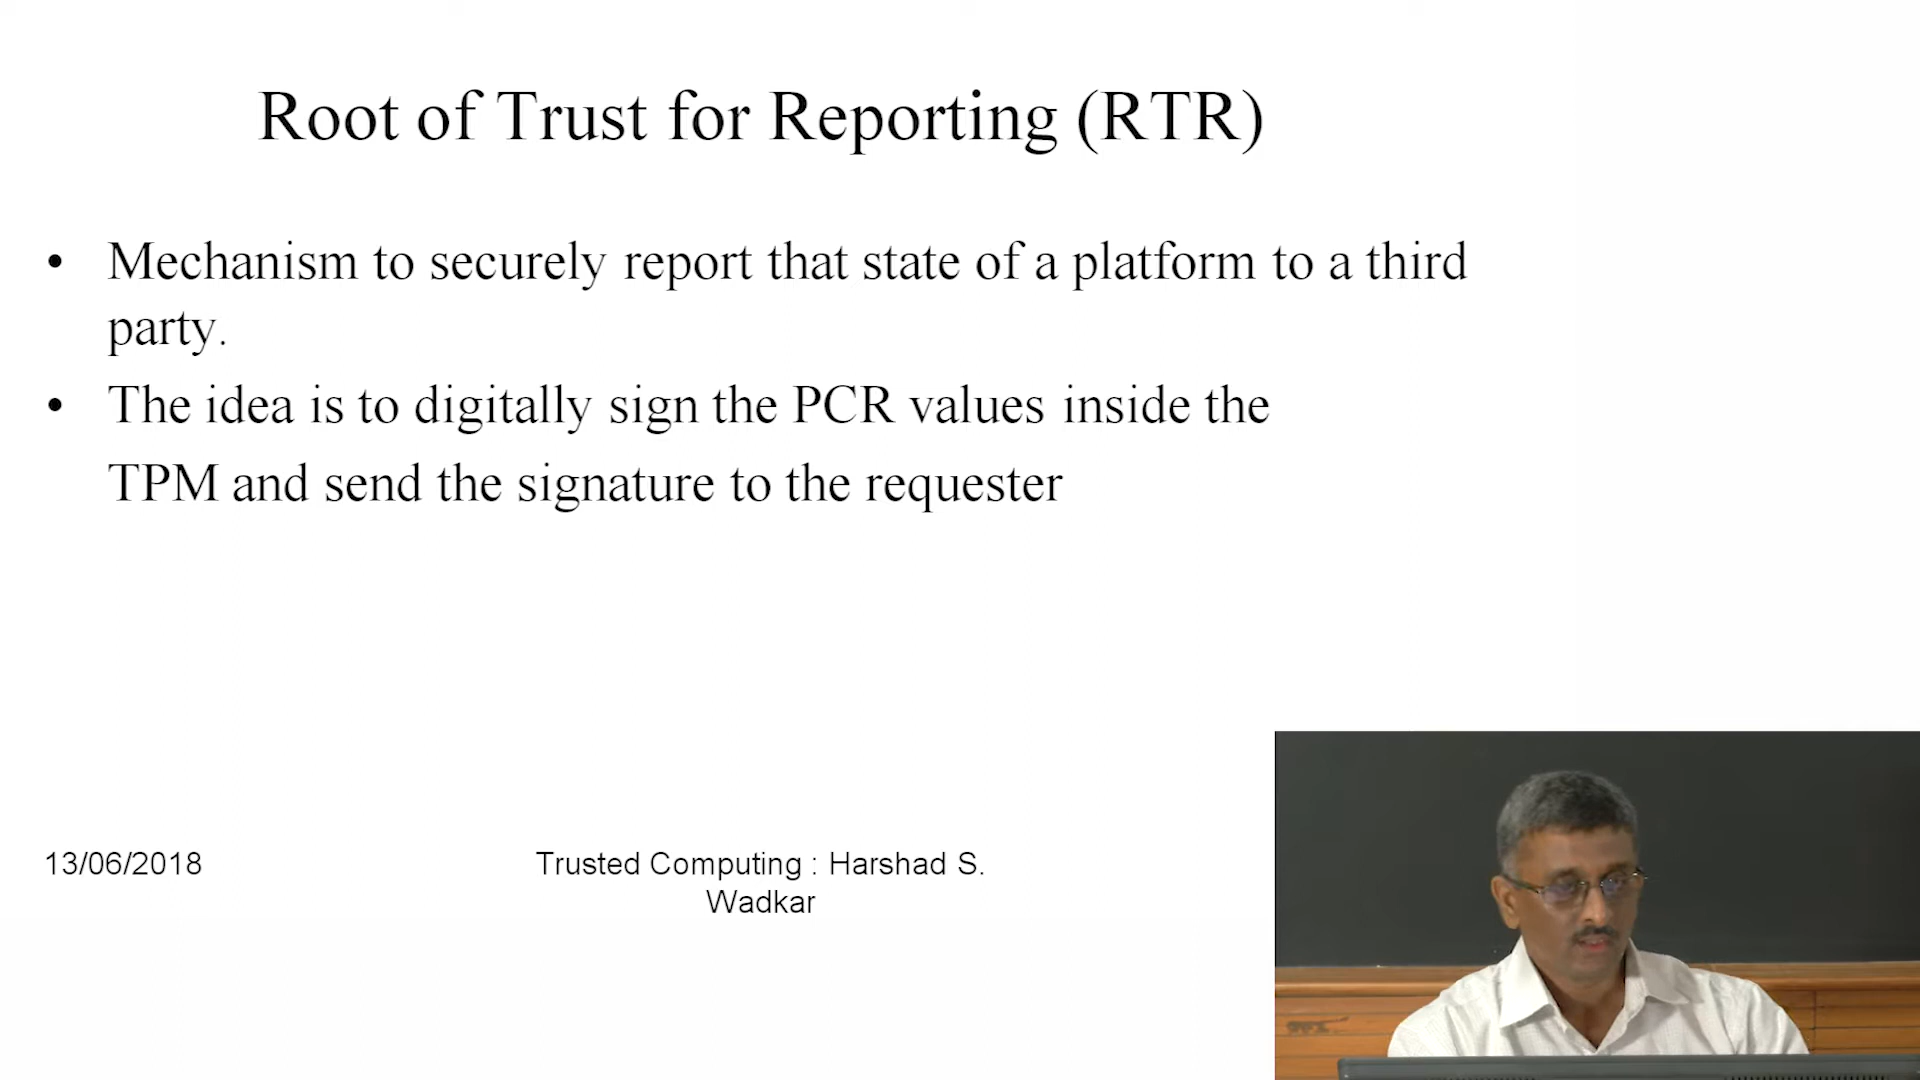 Root of Trust for Reporting (RTR)
• Mechanism to securely report that state of a platform to a third
party.
• The idea is to digitally sign the PCR values inside the
TPM and send the signature to the requester
13/06/2018
Trusted Computing : Harshad S.
Wadkar